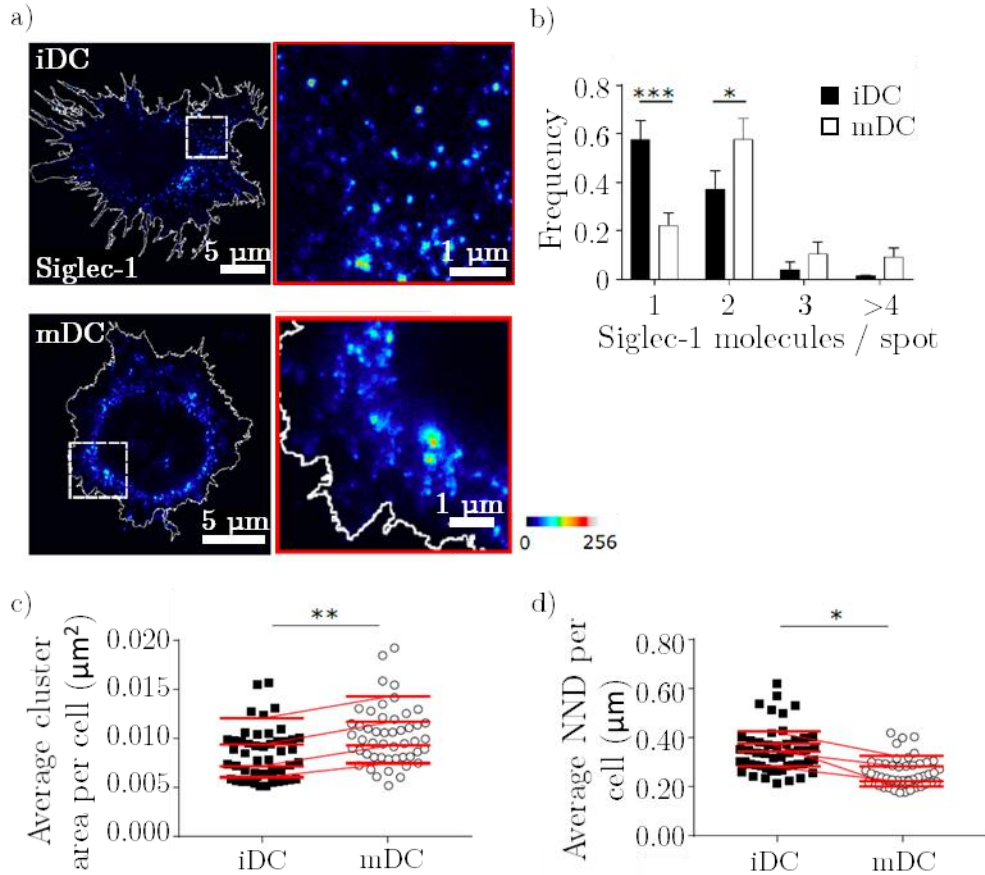 a)
iDC
5 μm
Siglec-1
1 μm
mDC
5 μm
1 μm
0 256
b)
Frequency
0.8
0.6
0.4
0.2
0
*** *
iDC
mDC
1 2 3 >4
Siglec-1 molecules / spot
c)
Average cluster
area per cell (μm²)
0.020
0.015
0.010
0.005
0.000
**
iDC mDC
d)
Average NND per
cell (μm)
0.80
0.60
0.40
0.20
0.00
*
iDC mDC